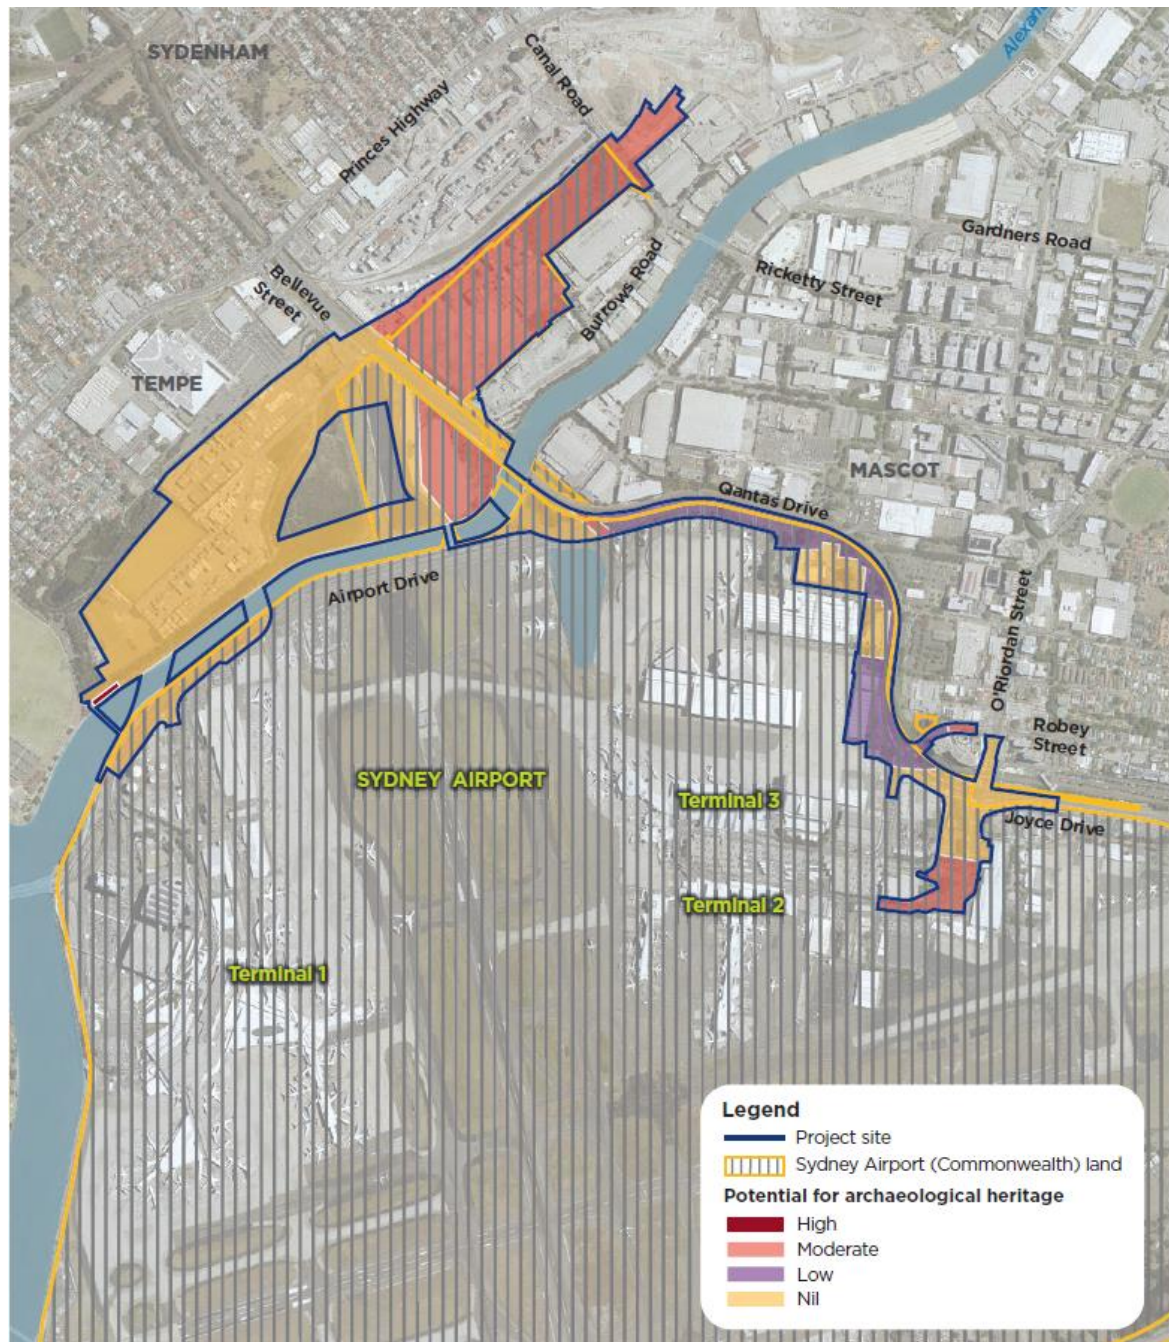 SYDENHAM
Canal Road
Princes Highway
Gardners Road
Ricketty Street
Burrows Road
Bellevue
Street
TEMPE
MASCOT
Qantas Drive
Airport Drive
O'Riordan Street
Robey
Street
SYDNEY AIRPORT
Terminal 3
Joyce Drive
Terminal 2
Terminal 1
Legend
Project site
Sydney Airport (Commonwealth) land
Potential for archaeological heritage
High
Moderate
Low
Nil